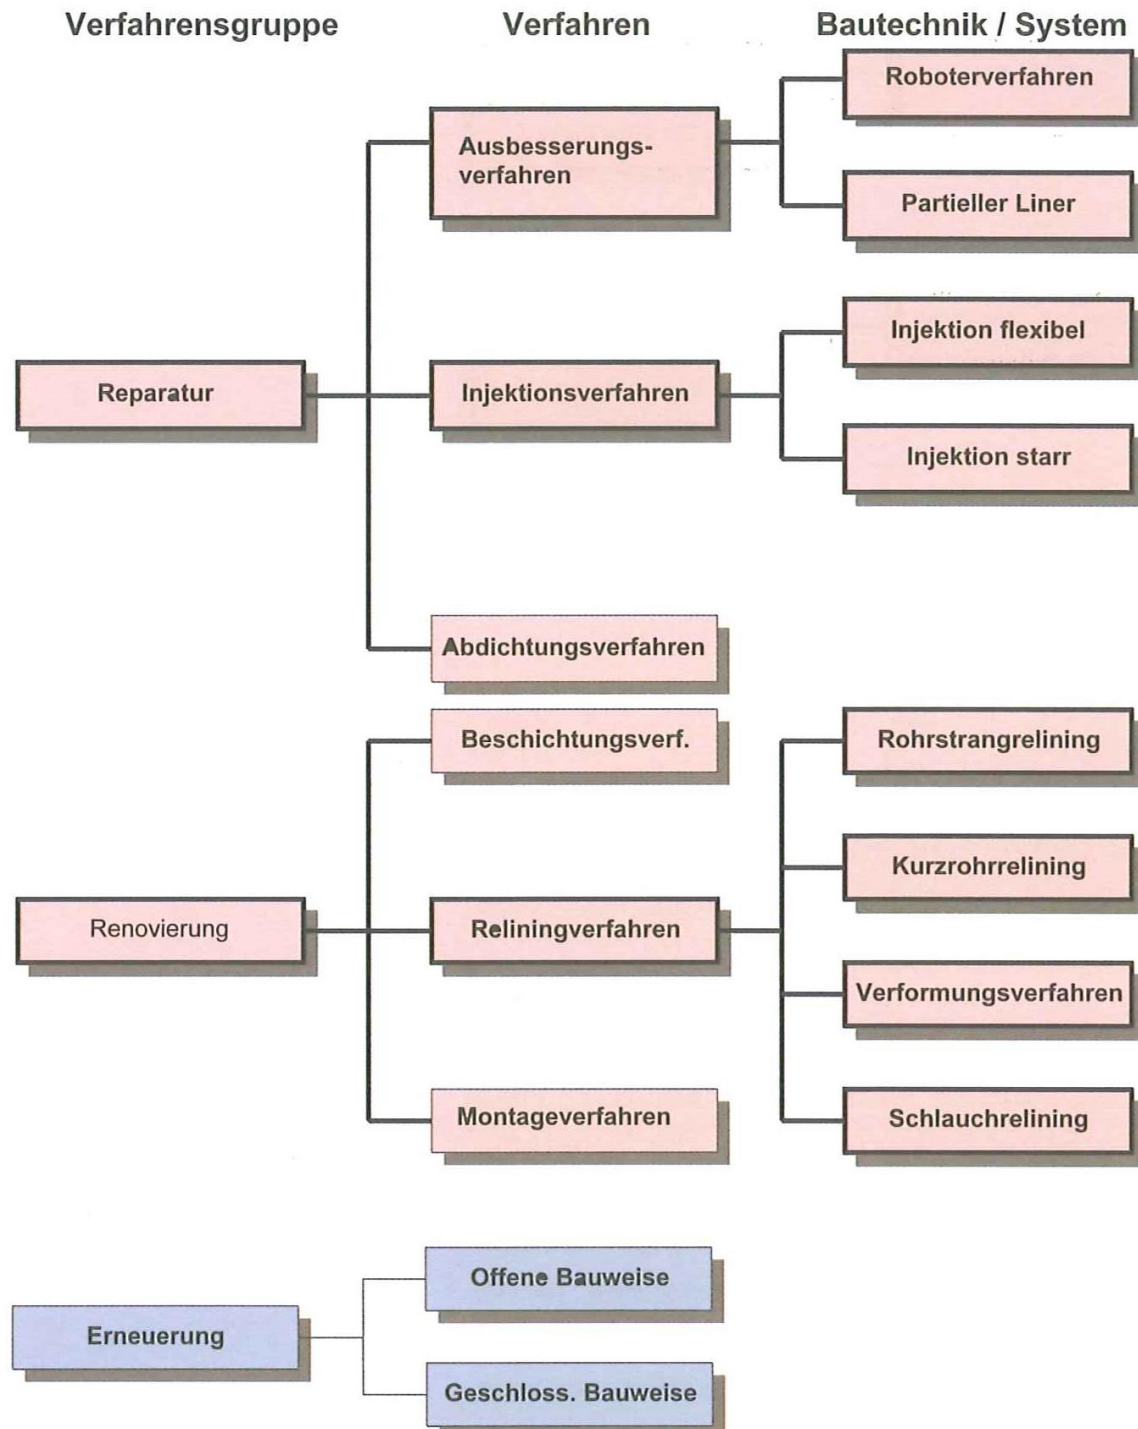 Verfahrensgruppe Verfahren Bautechnik / System
Roboterverfahren
Ausbesserungs-
verfahren
Partieller Liner
Injektion flexibel
Reparatur
Injektionsverfahren
Injektion starr
Abdichtungsverfahren
Beschichtungsverf.
Rohrstrangrelining
Kurzrohrrelining
Renovierung
Reliningverfahren
Verformungsverfahren
Montageverfahren
Schlauchrelining
Offene Bauweise
Erneuerung
Geschloss. Bauweise